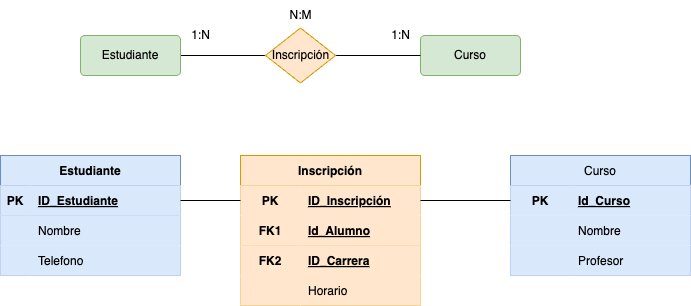 N:M
1:N
1:N
Estudiante
Inscripción
Curso
Estudiante
PK ID_Estudiante
Nombre
Telefono
Inscripción
PK ID_Inscripción
FK1 Id_Alumno
FK2 ID_Carrera
Horario
Curso
PK Id_Curso
Nombre
Profesor